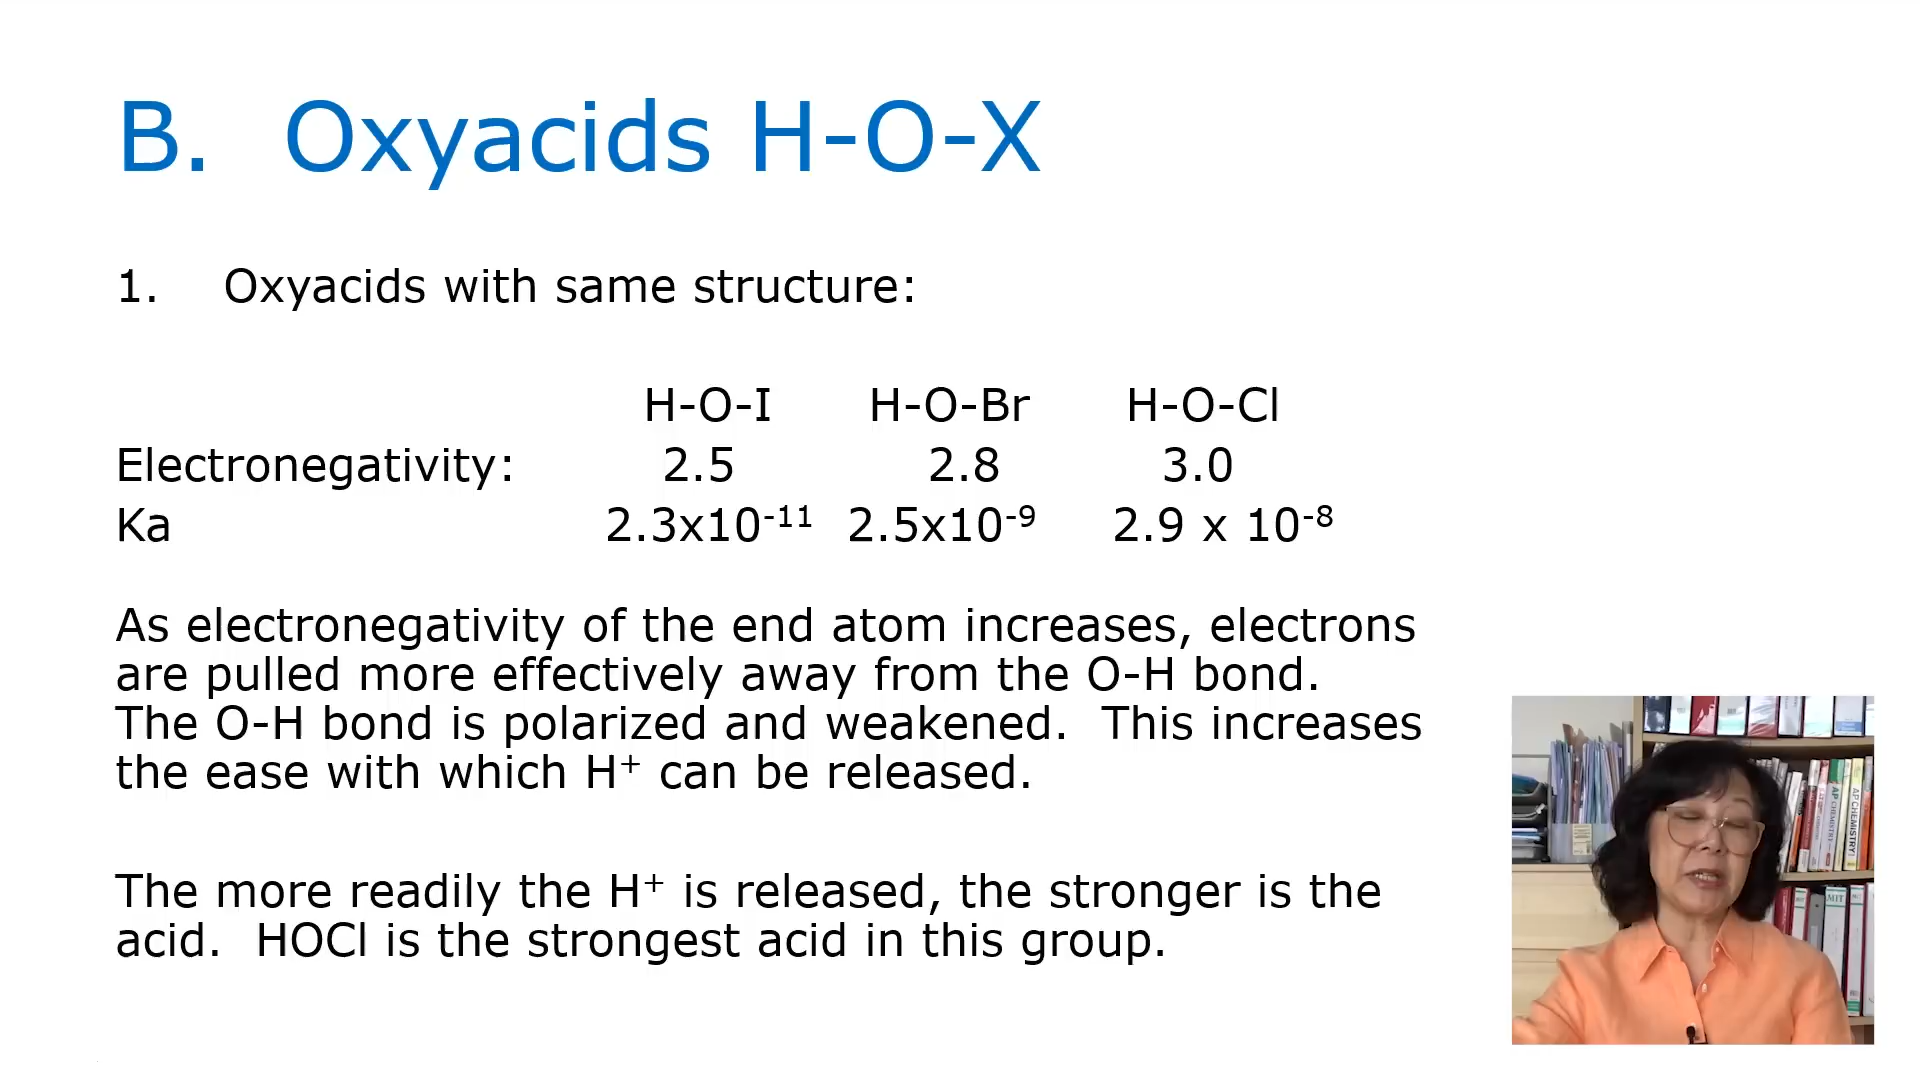 B. Oxyacids H-O-X
1. Oxyacids with same structure:
H-O-I H-O-Br H-O-Cl
Electronegativity: 2.5 2.8 3.0
Ka 2.3x10⁻¹¹ 2.5x10⁻⁹ 2.9 x 10⁻⁸
As electronegativity of the end atom increases, electrons
are pulled more effectively away from the O-H bond.
The O-H bond is polarized and weakened. This increases
the ease with which H⁺ can be released.
The more readily the H⁺ is released, the stronger is the
acid. HOCl is the strongest acid in this group.
AP CHEMISTRY
MIT